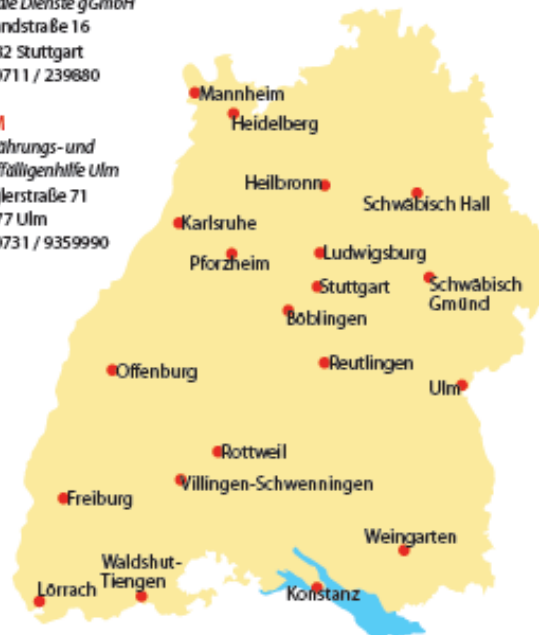 ale Dienste gGmbH
ndstraße 16
32 Stuttgart
0711 / 239880
M
ährungs- und
ffälligenhilfe Ulm
lerstraße 71
77 Ulm
0731 / 9359990
Mannheim
Heidelberg
Heilbronn
Schwäbisch Hall
Karlsruhe
Pforzheim
Ludwigsburg
Stuttgart
Schwäbisch
Gmünd
Böblingen
Offenburg
Reutlingen
Ulm
Rottweil
Villingen-Schwenningen
Freiburg
Weingarten
Waldshut-
Tiengen
Lörrach
Konstanz